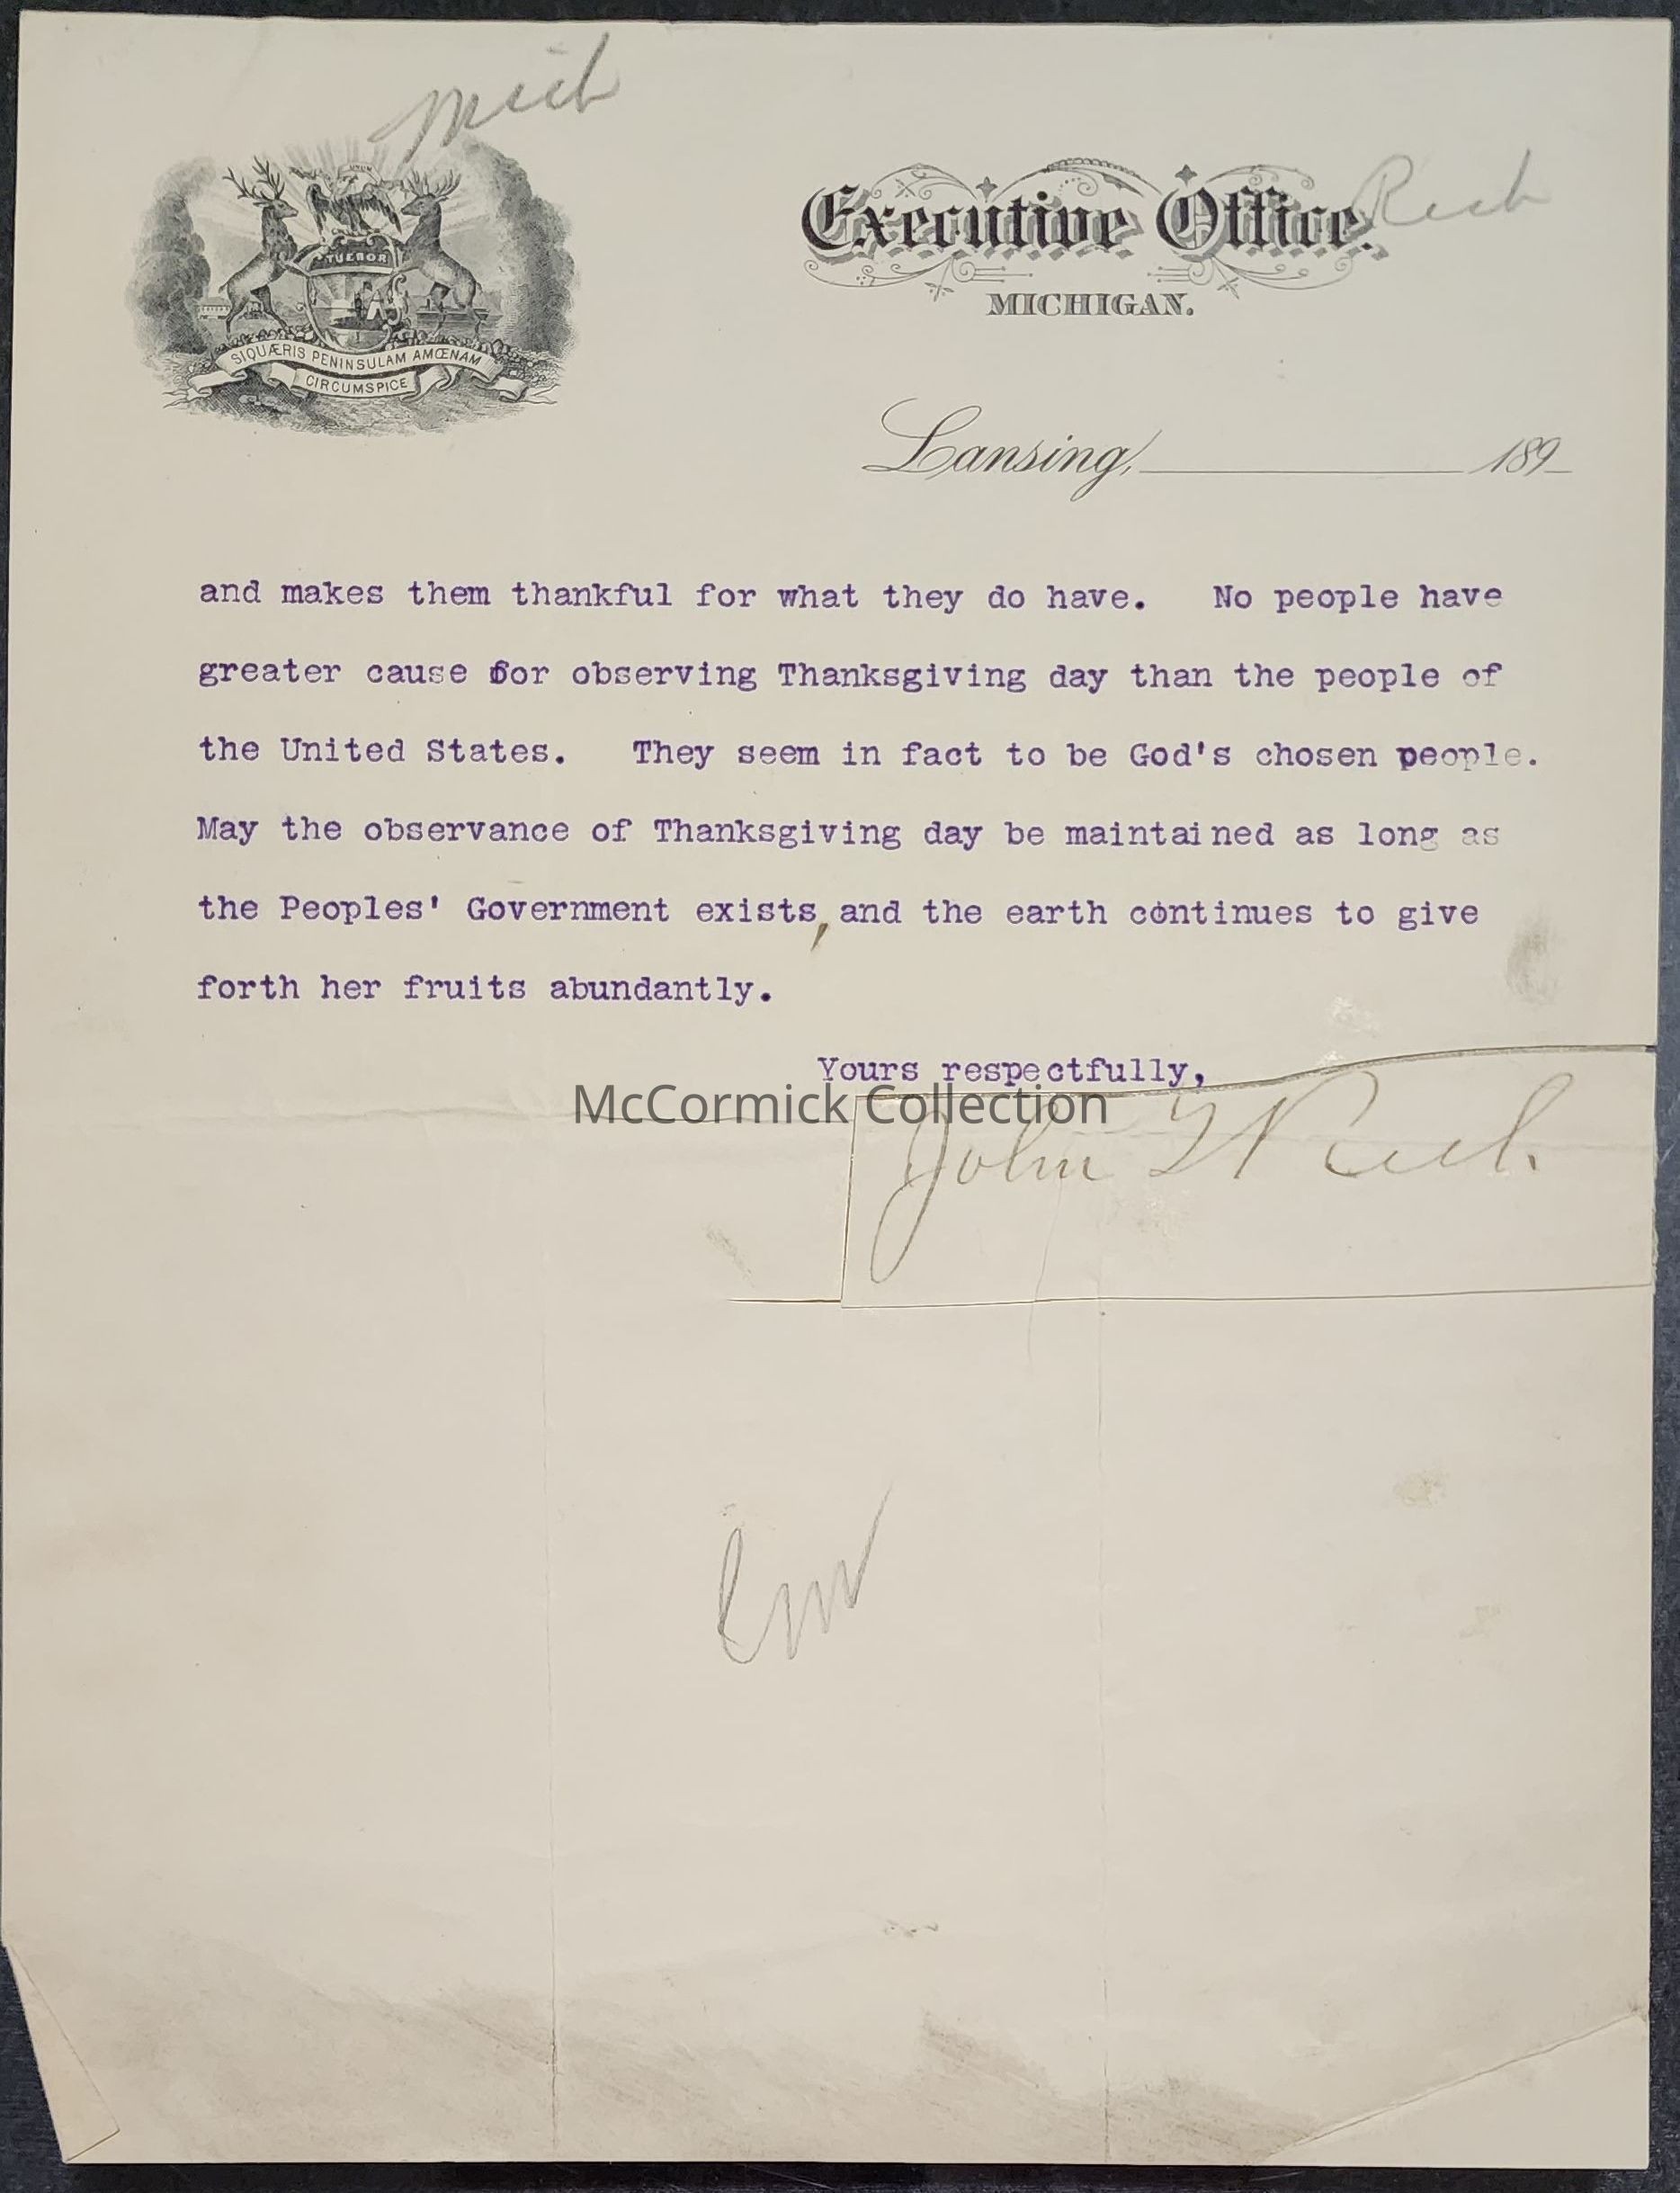 Mich
Executive Office. Rich
MICHIGAN.
TUEBOR
SIQUÆRIS PENINSULAM AMŒNAM
CIRCUMSPICE
Lansing, 189
and makes them thankful for what they do have. No people have
greater cause for observing Thanksgiving day than the people of
the United States. They seem in fact to be God's chosen people.
May the observance of Thanksgiving day be maintained as long as
the Peoples' Government exists, and the earth continues to give
forth her fruits abundantly.
Yours respectfully,
McCormick Collection
John T Rich.